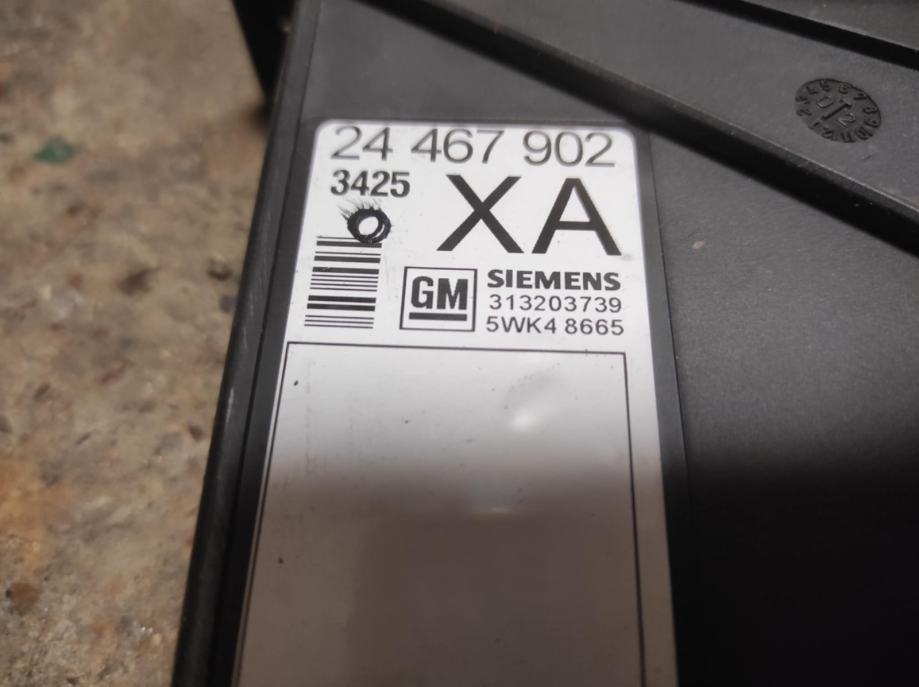 24 467 902
3425
XA
GM
SIEMENS
313203739
5WK4 8665